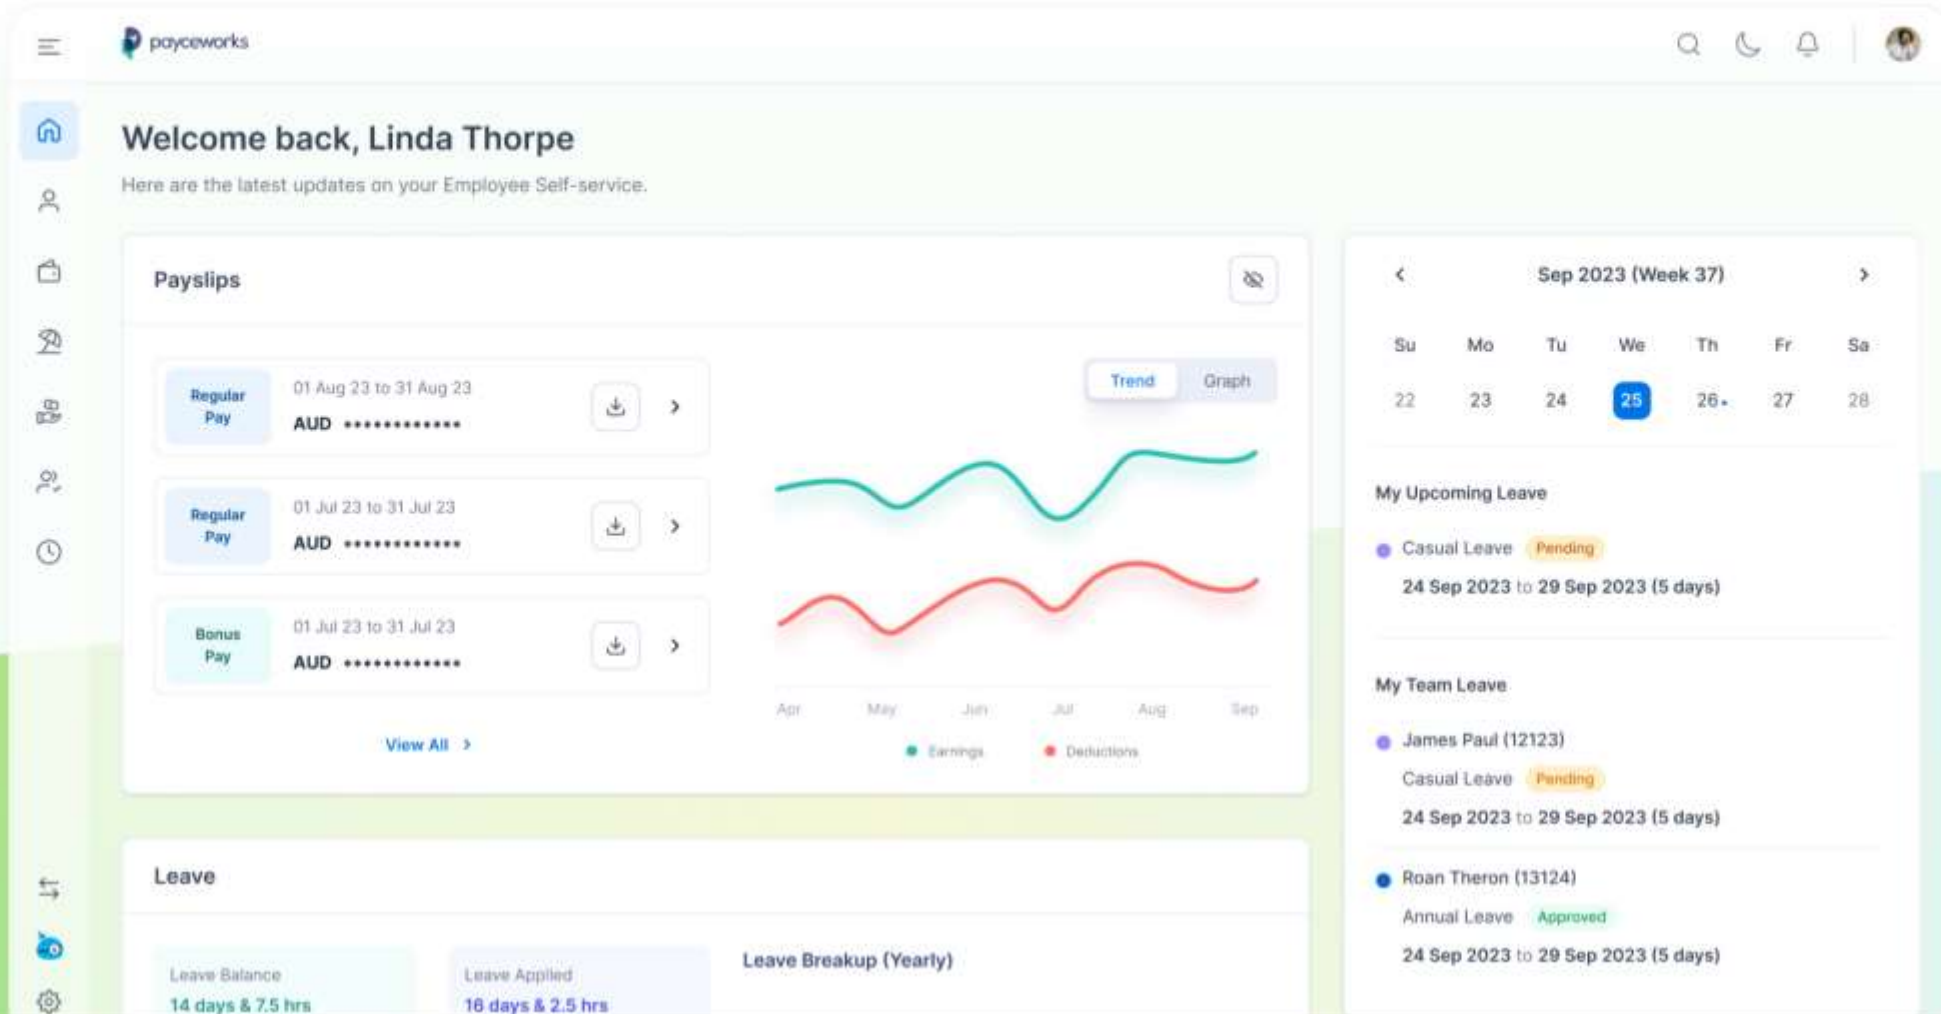 payceworks
Welcome back, Linda Thorpe
Here are the latest updates on your Employee Self-service.
Payslips
Regular
Pay
01 Aug 23 to 31 Aug 23
AUD ************
Regular
Pay
01 Jul 23 to 31 Jul 23
AUD ************
Bonus
Pay
01 Jul 23 to 31 Jul 23
AUD ************
View All >
Trend Graph
Apr May Jun Jul Aug Sep
Earnings Deductions
Leave
Leave Balance
14 days & 7.5 hrs
Leave Applied
16 days & 2.5 hrs
Leave Breakup (Yearly)
< Sep 2023 (Week 37) >
Su Mo Tu We Th Fr Sa
22 23 24 25 26 27 28
My Upcoming Leave
Casual Leave Pending
24 Sep 2023 to 29 Sep 2023 (5 days)
My Team Leave
James Paul (12123)
Casual Leave Pending
24 Sep 2023 to 29 Sep 2023 (5 days)
Roan Theron (13124)
Annual Leave Approved
24 Sep 2023 to 29 Sep 2023 (5 days)